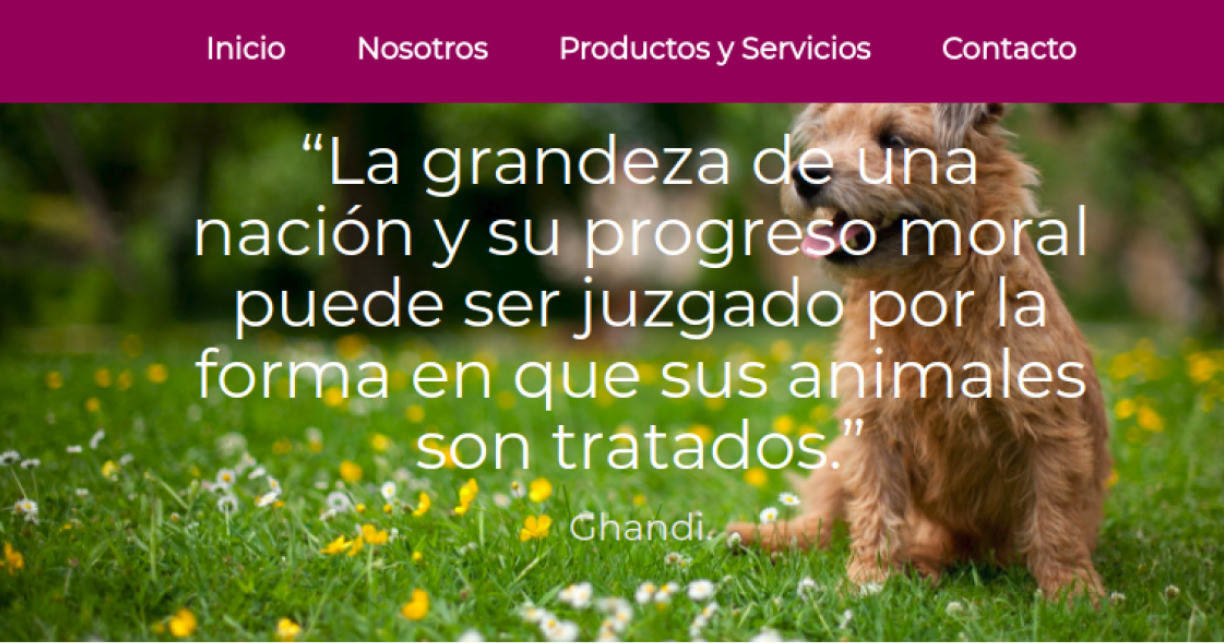 Inicio Nosotros Productos y Servicios Contacto
“La grandeza de una
nación y su progreso moral
puede ser juzgado por la
forma en que sus animales
son tratados.”
Ghandi.